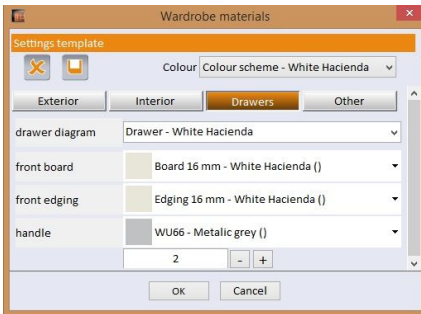 Wardrobe materials
Settings template
Colour Colour scheme - White Hacienda
Exterior Interior Drawers Other
drawer diagram Drawer - White Hacienda
front board Board 16 mm - White Hacienda ()
front edging Edging 16 mm - White Hacienda ()
handle WU66 - Metalic grey ()
2 - +
OK Cancel